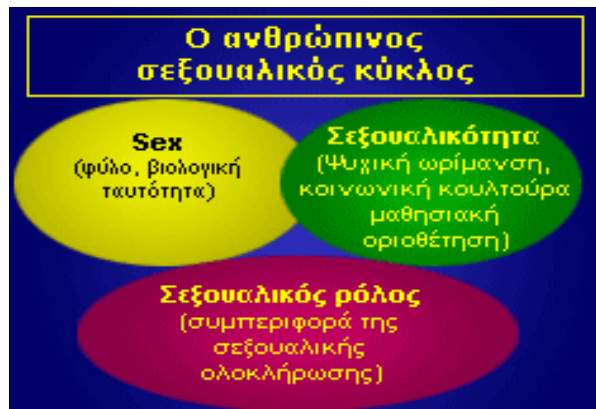 Ο ανθρώπινος
σεξουαλικός κύκλος
Sex
(φύλο, βιολογική
ταυτότητα)
Σεξουαλικότητα
(Ψυχική ωρίμανση,
κοινωνική κουλτούρα
μαθησιακή
οριοθέτηση)
Σεξουαλικός ρόλος
(συμπεριφορά της
σεξουαλικής
ολοκλήρωσης)